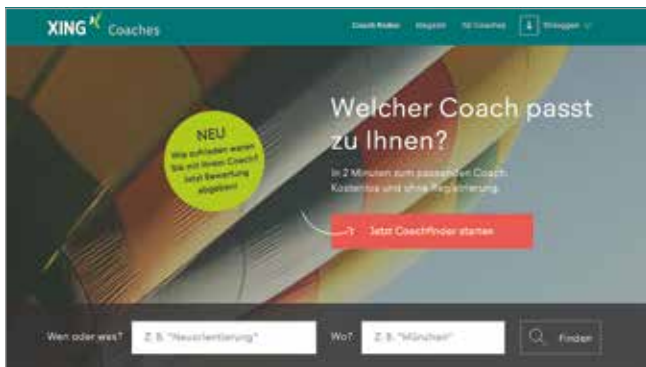 XING Coaches
Coach finden Magazin für Coaches Einloggen
Welcher Coach passt
zu Ihnen?
NEU
Wie zufrieden waren
Sie mit Ihrem Coach?
Jetzt Bewertung
abgeben!
In 2 Minuten zum passenden Coach.
Kostenlos und ohne Registrierung.
Jetzt Coachfinder starten
Wen oder was? Z. B. "Neuorientierung" Wo? Z. B. "München" Finden